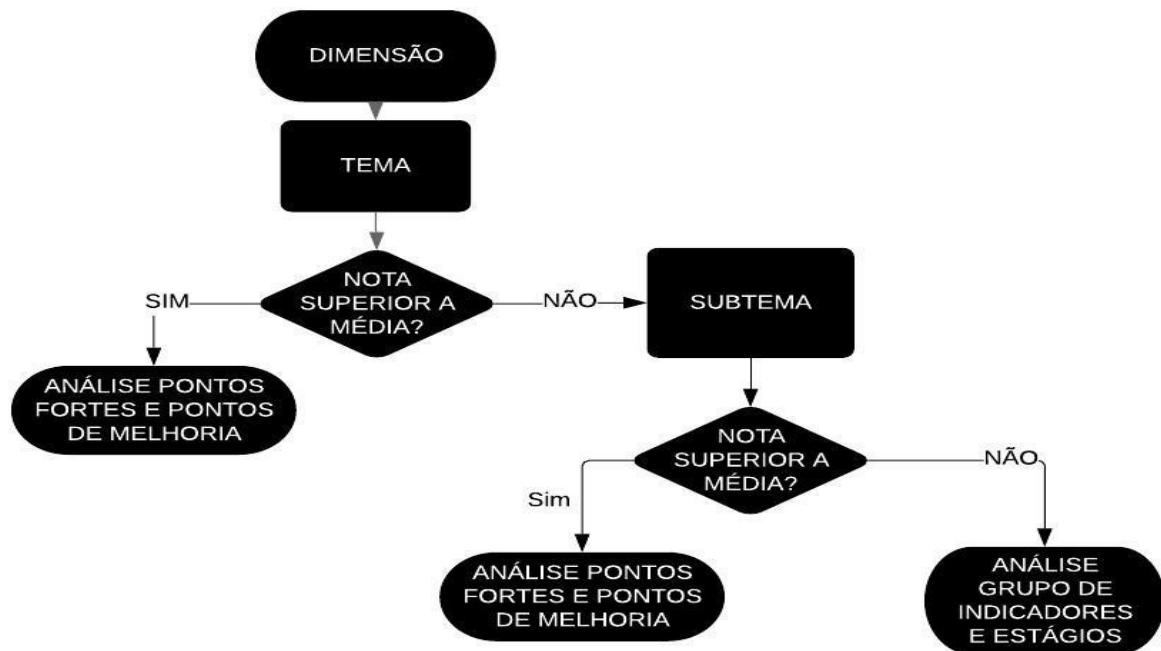 DIMENSÃO
TEMA
NOTA
SUPERIOR A
MÉDIA?
SIM
NÃO
SUBTEMA
ANÁLISE PONTOS
FORTES E PONTOS
DE MELHORIA
NOTA
SUPERIOR A
MÉDIA?
Sim
NÃO
ANÁLISE PONTOS
FORTES E PONTOS
DE MELHORIA
ANÁLISE
GRUPO DE
INDICADORES
E ESTÁGIOS